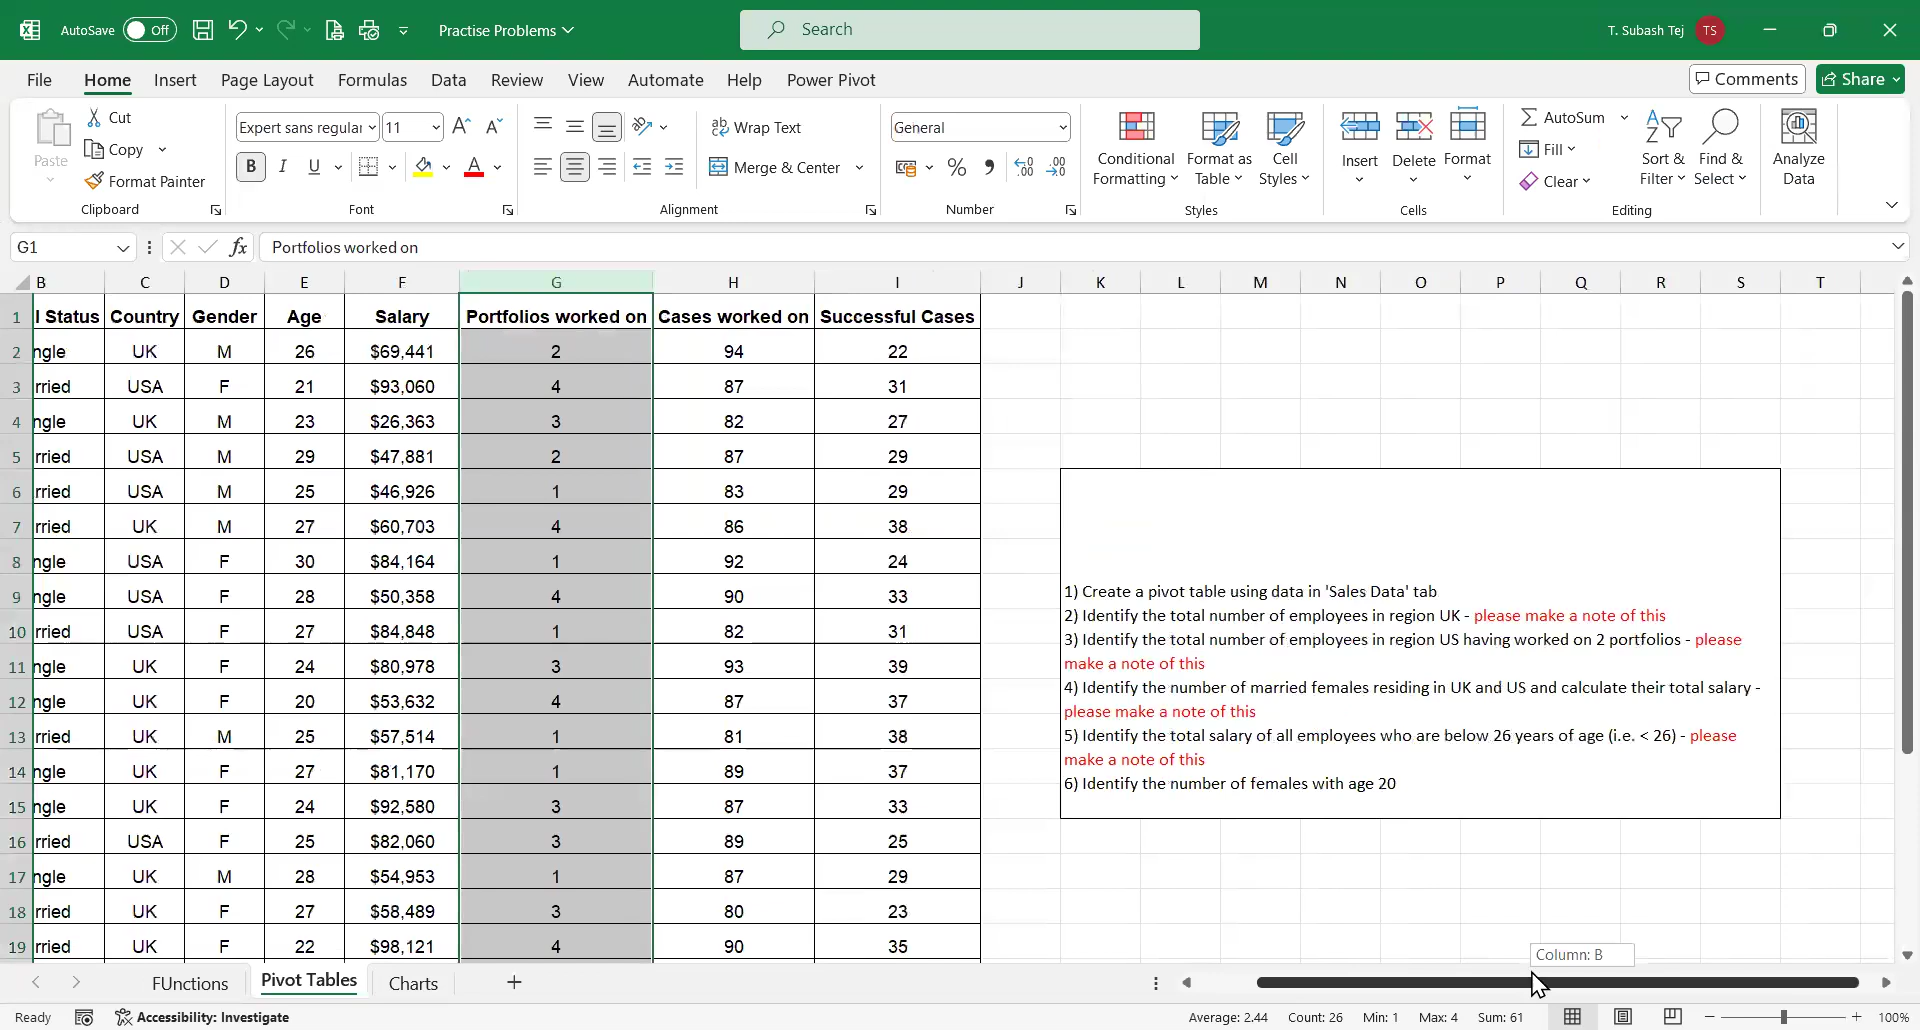 AutoSave Off Practise Problems Search T. Subash Tej TS
File Home Insert Page Layout Formulas Data Review View Automate Help Power Pivot Comments Share
Paste Cut Copy Format Painter Clipboard
Expert sans regular 11 B I U A Font
Wrap Text Merge & Center Alignment
General % Number
Conditional Formatting Format as Table Cell Styles Styles
Insert Delete Format Cells
AutoSum Fill Clear Sort & Filter Find & Select Editing
Analyze Data
G1 fx Portfolios worked on
B C D E F G H I J K L M N O P Q R S T
1 l Status Country Gender Age Salary Portfolios worked on Cases worked on Successful Cases
2 ngle UK M 26 $69,441 2 94 22
3 rried USA F 21 $93,060 4 87 31
4 ngle UK M 23 $26,363 3 82 27
5 rried USA M 29 $47,881 2 87 29
6 rried USA M 25 $46,926 1 83 29
7 rried UK M 27 $60,703 4 86 38
8 ngle USA F 30 $84,164 1 92 24
9 ngle USA F 28 $50,358 4 90 33
10 rried USA F 27 $84,848 1 82 31
11 ngle UK F 24 $80,978 3 93 39
12 ngle UK F 20 $53,632 4 87 37
13 rried UK M 25 $57,514 1 81 38
14 ngle UK F 27 $81,170 1 89 37
15 ngle UK F 24 $92,580 3 87 33
16 rried USA F 25 $82,060 3 89 25
17 ngle UK M 28 $54,953 1 87 29
18 rried UK F 27 $58,489 3 80 23
19 rried UK F 22 $98,121 4 90 35
1) Create a pivot table using data in 'Sales Data' tab
2) Identify the total number of employees in region UK - please make a note of this
3) Identify the total number of employees in region US having worked on 2 portfolios - please
make a note of this
4) Identify the number of married females residing in UK and US and calculate their total salary -
please make a note of this
5) Identify the total salary of all employees who are below 26 years of age (i.e. < 26) - please
make a note of this
6) Identify the number of females with age 20
Column: B
FUnctions Pivot Tables Charts
Ready Accessibility: Investigate Average: 2.44 Count: 26 Min: 1 Max: 4 Sum: 61 100%